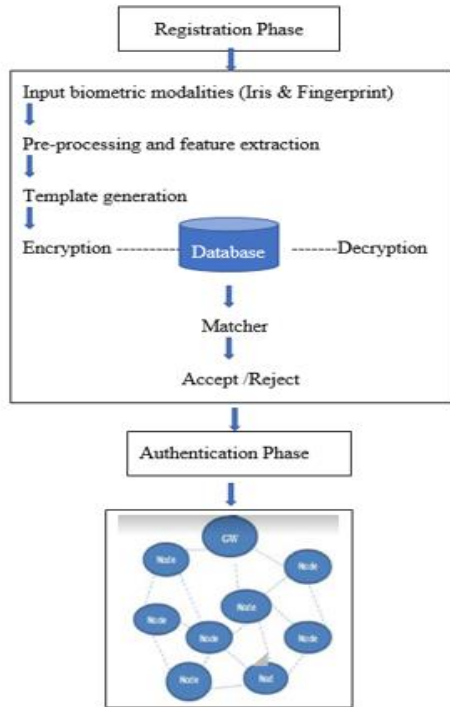 Registration Phase
Input biometric modalities (Iris & Fingerprint)
Pre-processing and feature extraction
Template generation
Encryption ---------- Database ------- Decryption
Matcher
Accept /Reject
Authentication Phase
GW
Node
Node
Node
Node
Node
Node
Node
Nod